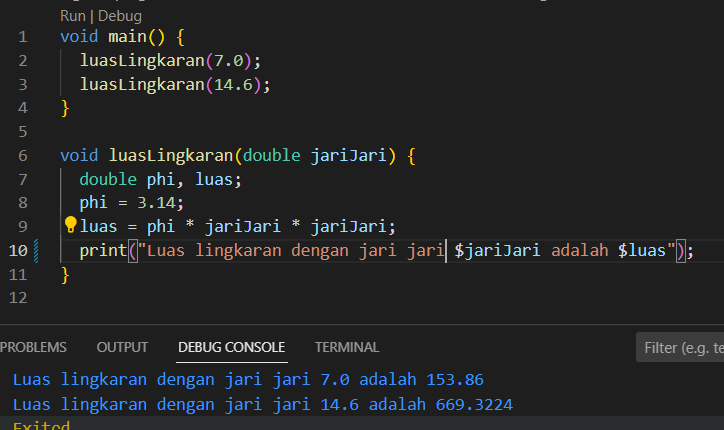 Run | Debug
1 void main() {
2 luasLingkaran(7.0);
3 luasLingkaran(14.6);
4 }
5
6 void luasLingkaran(double jariJari) {
7 double phi, luas;
8 phi = 3.14;
9 luas = phi * jariJari * jariJari;
10 print("Luas lingkaran dengan jari jari $jariJari adalah $luas");
11 }
12
PROBLEMS OUTPUT DEBUG CONSOLE TERMINAL Filter (e.g. te
Luas lingkaran dengan jari jari 7.0 adalah 153.86
Luas lingkaran dengan jari jari 14.6 adalah 669.3224
Exited